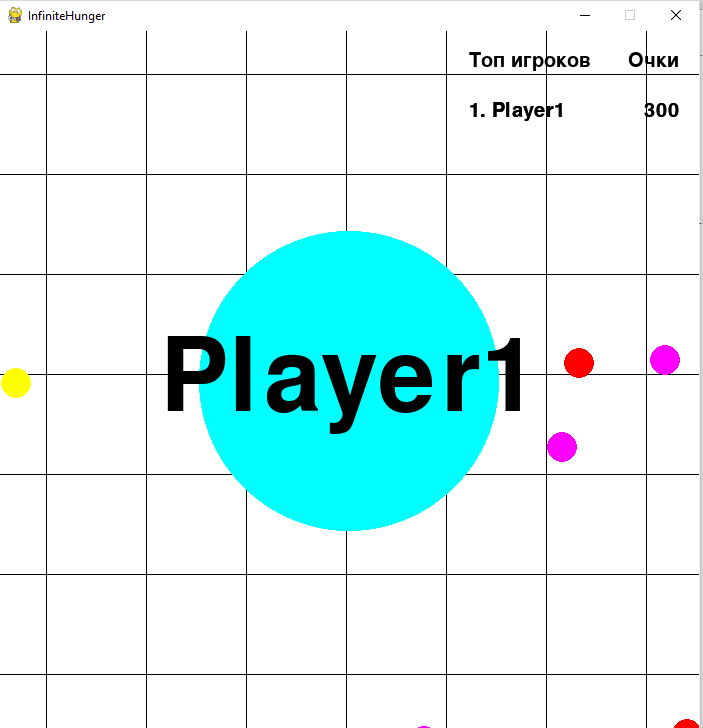 InfiniteHunger
Топ игроков Очки
1. Player1 300
Player1